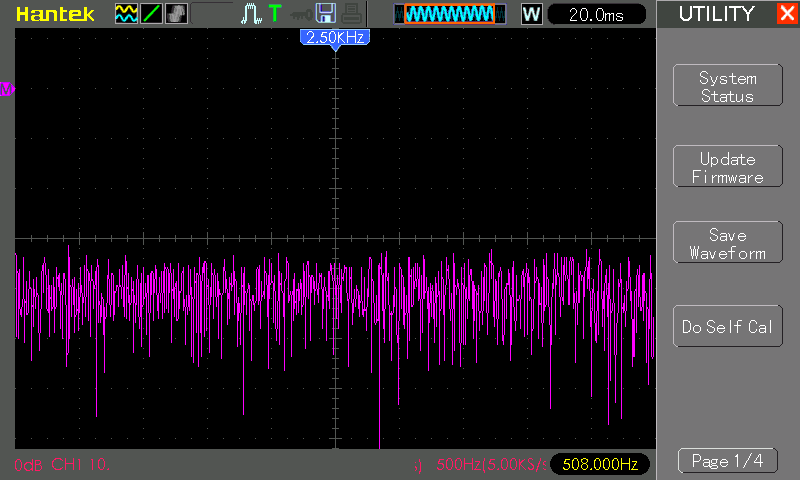 Hantek
T
W
20.0ms
UTILITY
2.50KHz
M
System
Status
Update
Firmware
Save
Waveform
Do Self Cal
0dB CH1 10.
500Hz(5.00KS/s
508.000Hz
Page 1/4